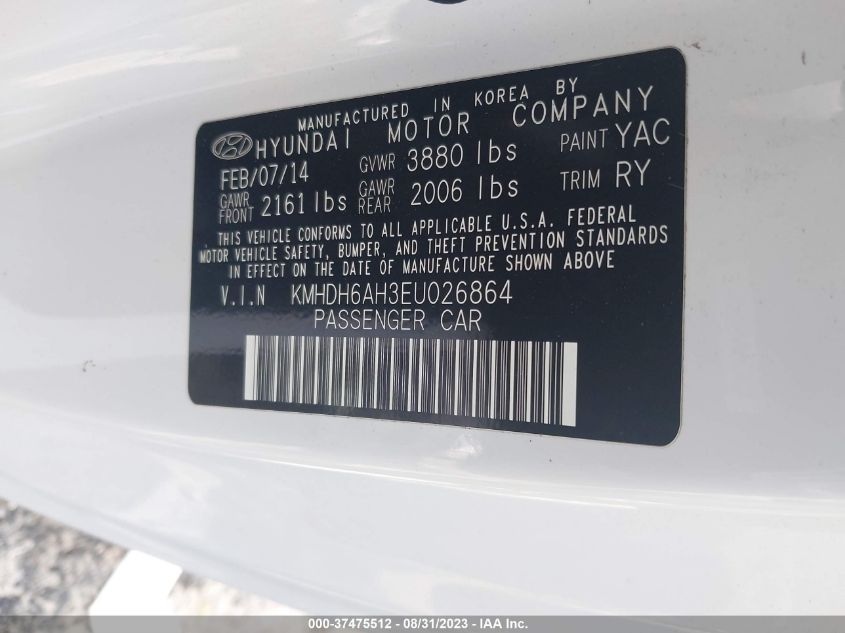 MANUFACTURED IN KOREA BY
HYUNDAI MOTOR COMPANY
FEB/07/14 GVWR 3880 lbs PAINT YAC
GAWR FRONT 2161 lbs GAWR REAR 2006 lbs TRIM RY
THIS VEHICLE CONFORMS TO ALL APPLICABLE U.S.A. FEDERAL
MOTOR VEHICLE SAFETY, BUMPER, AND THEFT PREVENTION STANDARDS
IN EFFECT ON THE DATE OF MANUFACTURE SHOWN ABOVE
V.I.N KMHDH6AH3EU026864
PASSENGER CAR
000-37475512 - 08/31/2023 - IAA Inc.